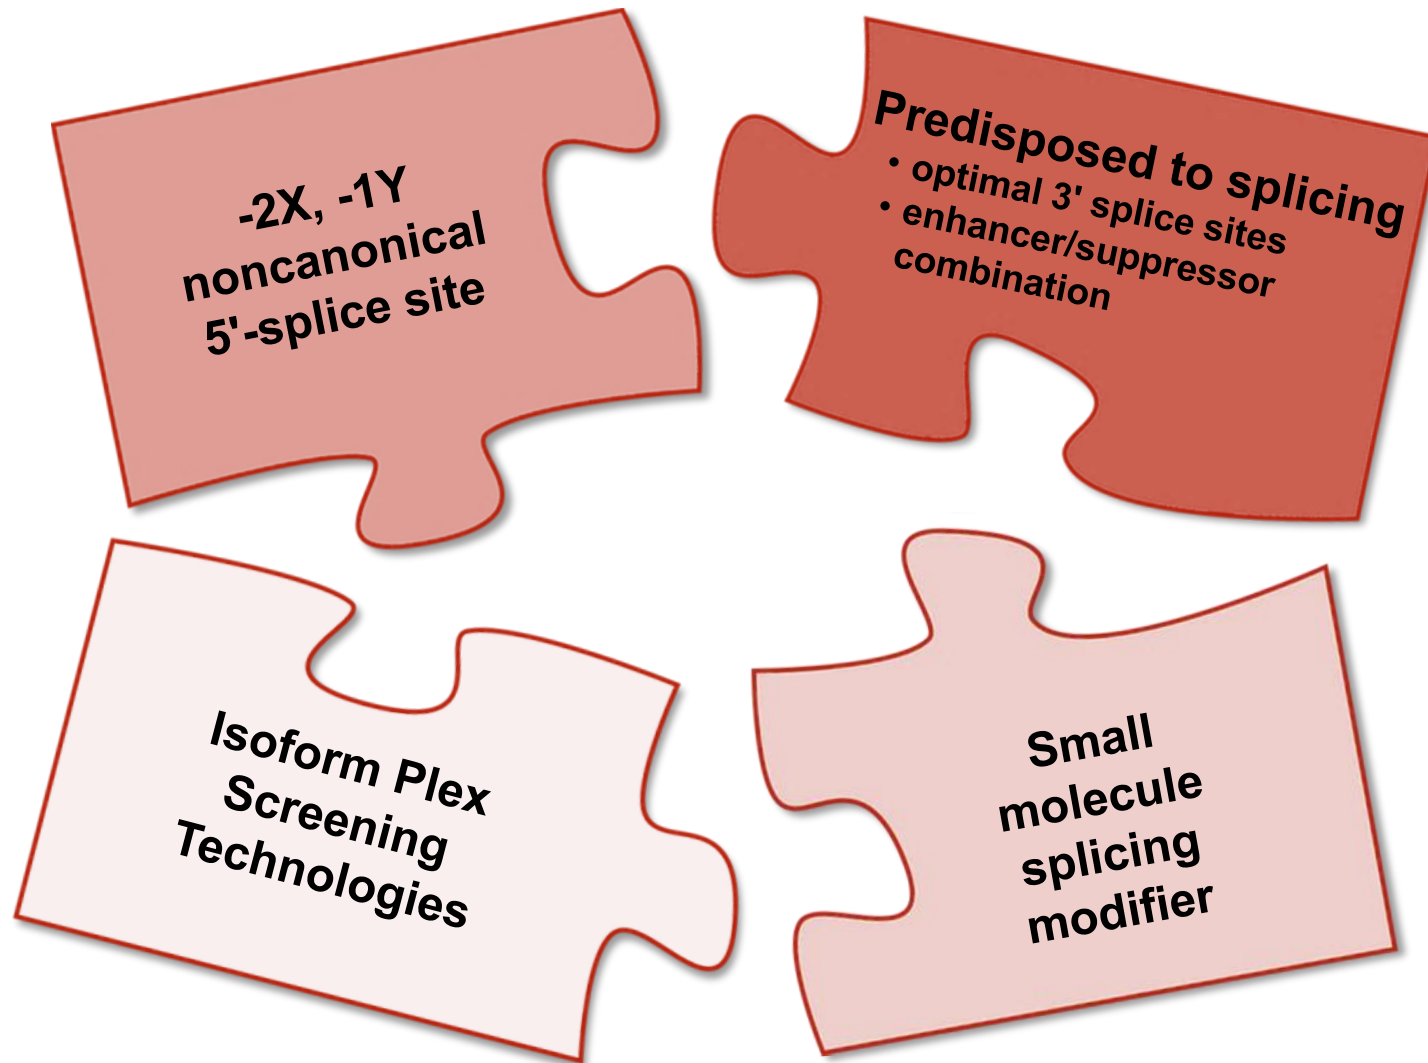 -2X, -1Y
noncanonical
5'-splice site
Predisposed to splicing
• optimal 3' splice sites
• enhancer/suppressor
combination
Isoform Plex
Screening
Technologies
Small
molecule
splicing
modifier